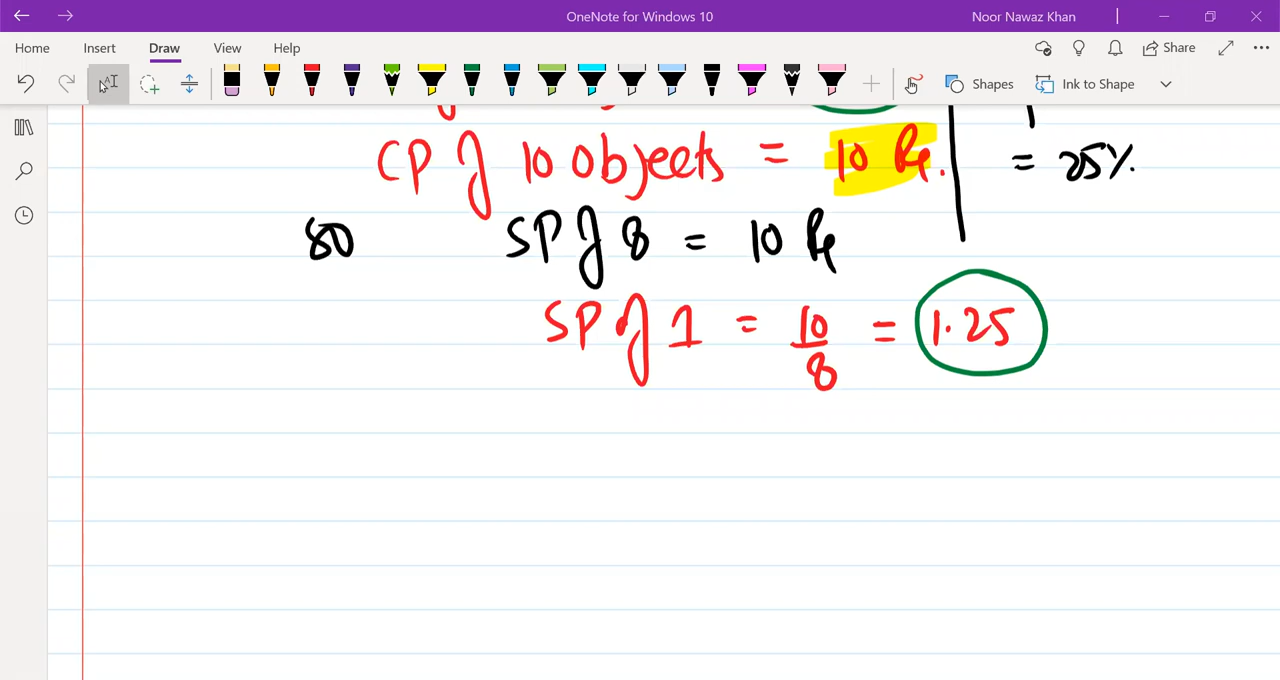 OneNote for Windows 10
Noor Nawaz Khan
Home Insert Draw View Help
Share
Shapes
Ink to Shape
CP of 10 Objects = 10 Rs.
= 25%
80
SP of 8 = 10 Rs
SP of 1 = 10/8 = 1.25